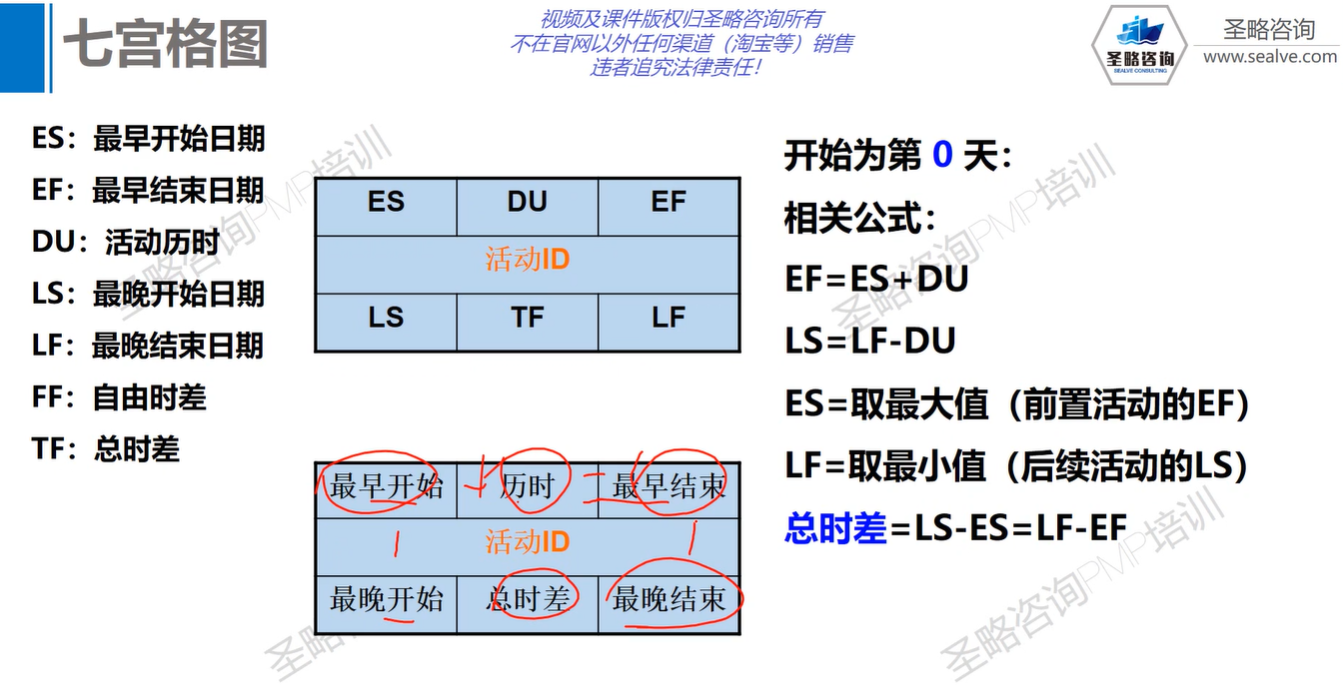 七宫格图
视频及课件版权归圣略咨询所有
不在官网以外任何渠道（淘宝等）销售
违者追究法律责任！
圣略咨询
SEALVE CONSULTING
圣略咨询
www.sealve.com
ES：最早开始日期
EF：最早结束日期
DU：活动历时
LS：最晚开始日期
LF：最晚结束日期
FF：自由时差
TF：总时差
ES DU EF
活动ID
LS TF LF
最早开始 历时 最早结束
活动ID
最晚开始 总时差 最晚结束
开始为第 0 天：
相关公式：
EF=ES+DU
LS=LF-DU
ES=取最大值（前置活动的EF）
LF=取最小值（后续活动的LS）
总时差=LS-ES=LF-EF
圣略咨询PMP培训
圣略咨询PMP培训
圣略咨询PMP培训